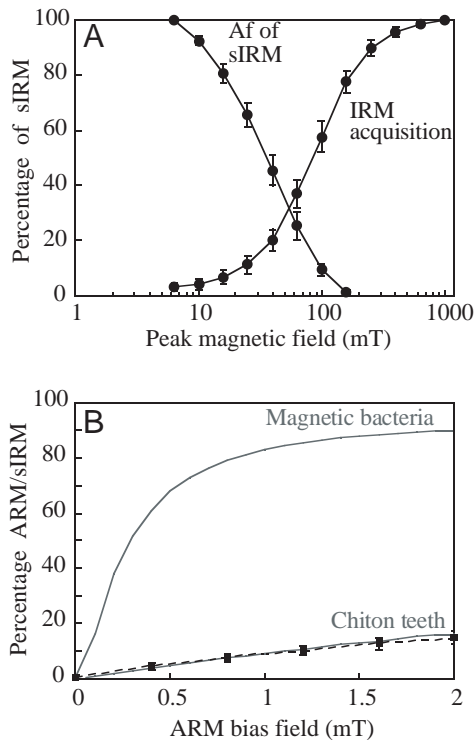 A
Af of
sIRM
IRM
acquisition
Percentage of sIRM
100
80
60
40
20
0
1 10 100 1000
Peak magnetic field (mT)
B
Magnetic bacteria
Chiton teeth
Percentage ARM/sIRM
100
80
60
40
20
0
0 0.5 1 1.5 2
ARM bias field (mT)